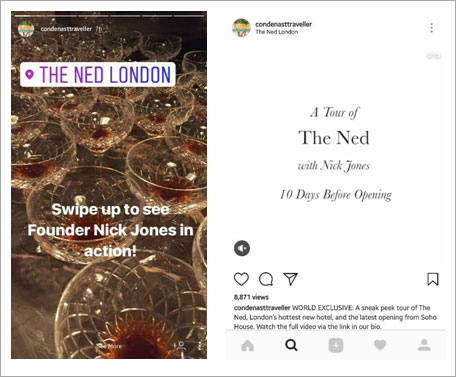 condenasttraveller 7h
THE NED LONDON
Swipe up to see
Founder Nick Jones in
action!
See More
condenasttraveller
The Ned London
A Tour of
The Ned
with Nick Jones
10 Days Before Opening
8,871 views
condenasttraveller WORLD EXCLUSIVE: A sneak peek tour of The
Ned, London's hottest new hotel, and the latest opening from Soho
House. Watch the full video via the link in our bio.